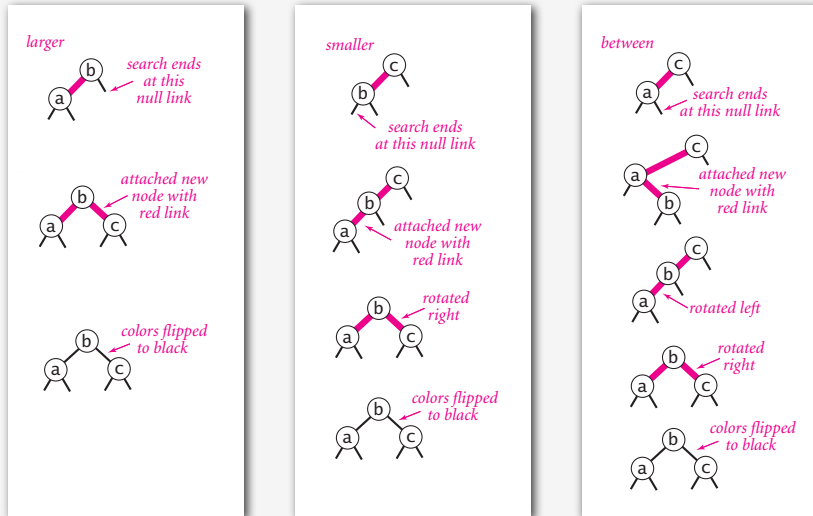 larger
b
search ends
at this
null link
a
attached new
node with
red link
b
a
c
colors flipped
to black
b
a
c
smaller
c
b
search ends
at this null link
c
b
a
attached new
node with
red link
rotated
right
b
a
c
colors flipped
to black
b
a
c
between
c
a
search ends
at this null link
c
a
attached new
node with
red link
b
c
b
a
rotated left
rotated
right
b
a
c
colors flipped
to black
b
a
c